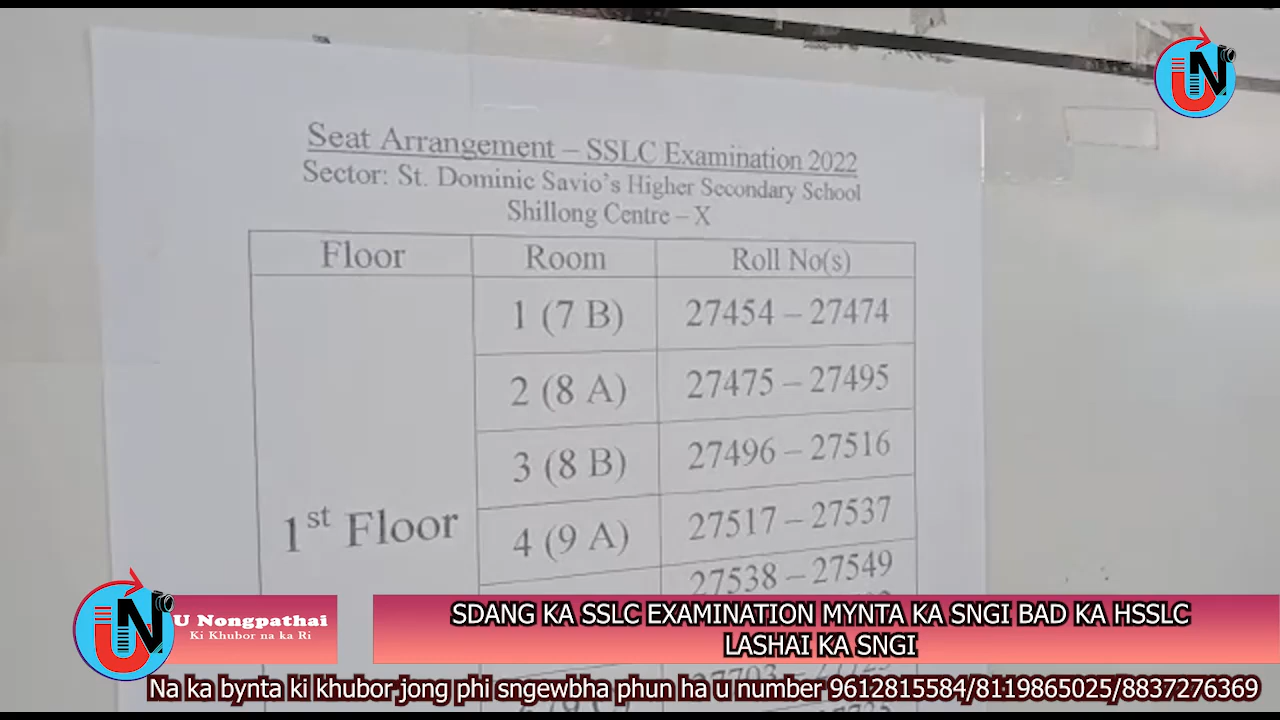 UN
Seat Arrangement – SSLC Examination 2022
Sector: St. Dominic Savio's Higher Secondary School
Shillong Centre – X
Floor Room Roll No(s)
1 (7 B) 27454 – 27474
2 (8 A) 27475 – 27495
3 (8 B) 27496 – 27516
1st Floor 4 (9 A) 27517 – 27537
27538 – 27549
UN
U Nongpathai
Ki Khubor na ka Ri
SDANG KA SSLC EXAMINATION MYNTA KA SNGI BAD KA HSSLC
LASHAI KA SNGI
Na ka bynta ki khubor jong phi sngewbha phun ha u number 9612815584/8119865025/8837276369